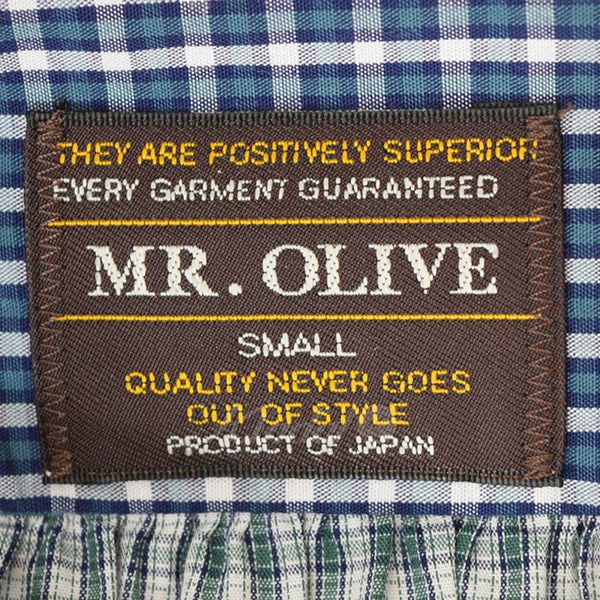 THEY ARE POSITIVELY SUPERIOR
EVERY GARMENT GUARANTEED
MR. OLIVE
SMALL
QUALITY NEVER GOES
OUT OF STYLE
PRODUCT OF JAPAN